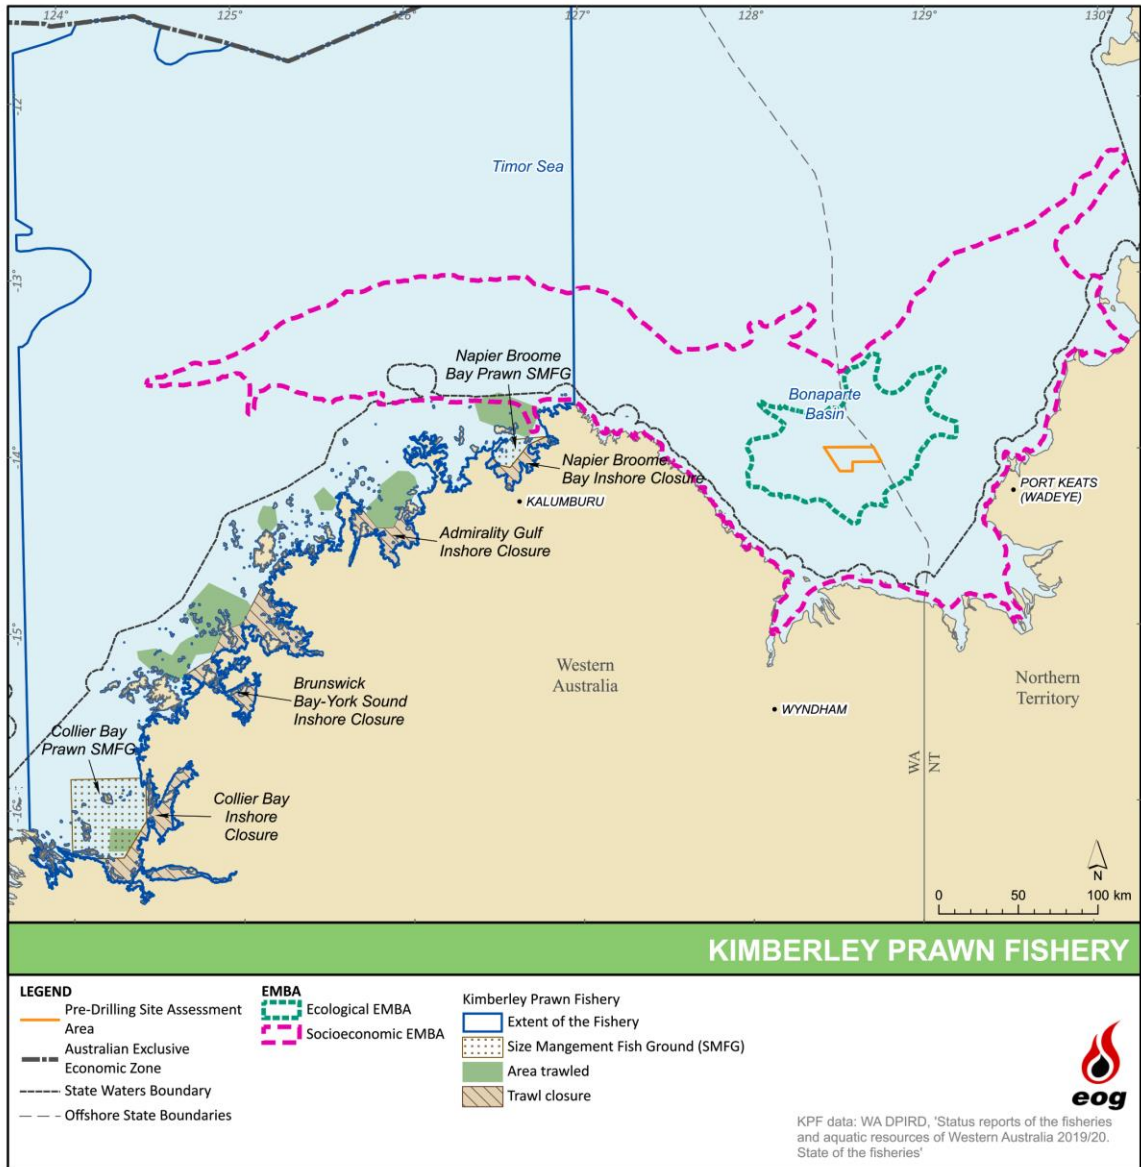 124°
125°
126°
127°
128°
129°
130°
-12°
-13°
-14°
-15°
-16°
Timor Sea
Napier Broome
Bay Prawn SMFG
Bonaparte
Basin
Napier Broome
Bay Inshore Closure
PORT KEATS
(WADEYE)
KALUMBURU
Admirality Gulf
Inshore Closure
Western
Australia
Northern
Territory
Brunswick
Bay-York Sound
Inshore Closure
WYNDHAM
Collier Bay
Prawn SMFG
WA
NT
Collier Bay
Inshore
Closure
N
0 50 100 km
KIMBERLEY PRAWN FISHERY
LEGEND
Pre-Drilling Site Assessment
Area
Australian Exclusive
Economic Zone
State Waters Boundary
Offshore State Boundaries
EMBA
Ecological EMBA
Socioeconomic EMBA
Kimberley Prawn Fishery
Extent of the Fishery
Size Mangement Fish Ground (SMFG)
Area trawled
Trawl closure
eog
KPF data: WA DPIRD, 'Status reports of the fisheries
and aquatic resources of Western Australia 2019/20.
State of the fisheries'